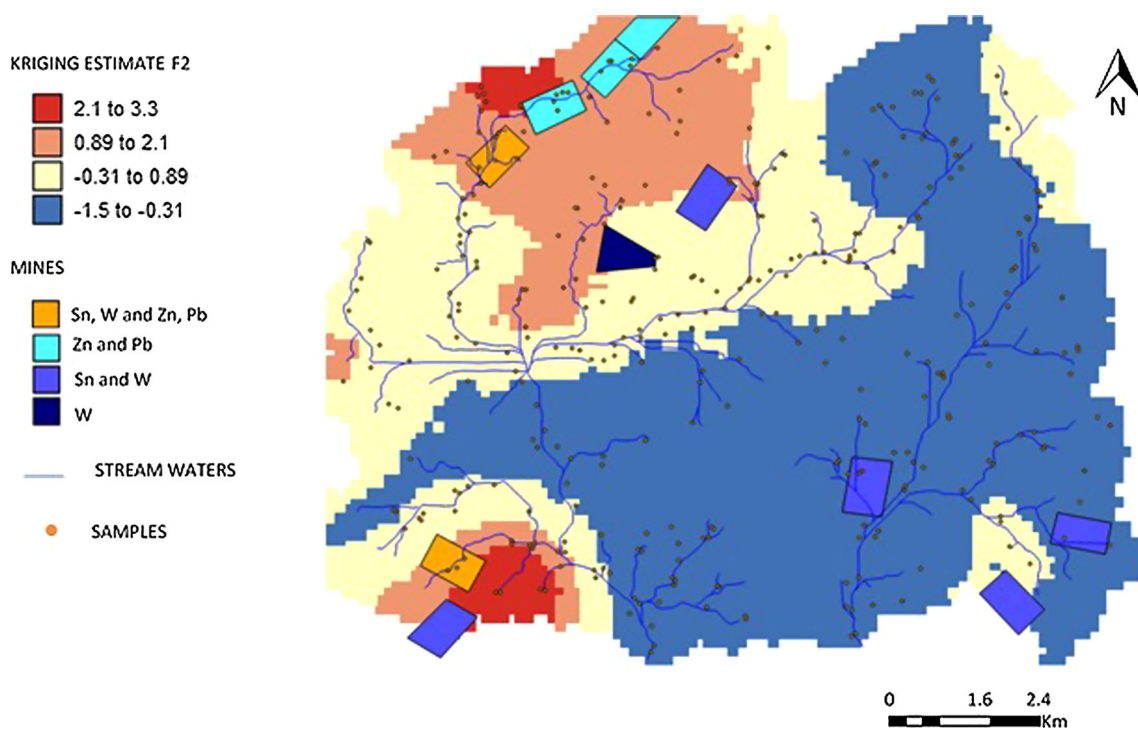 KRIGING ESTIMATE F2
2.1 to 3.3
0.89 to 2.1
-0.31 to 0.89
-1.5 to -0.31
MINES
Sn, W and Zn, Pb
Zn and Pb
Sn and W
W
STREAM WATERS
SAMPLES
N
0 1.6 2.4
Km